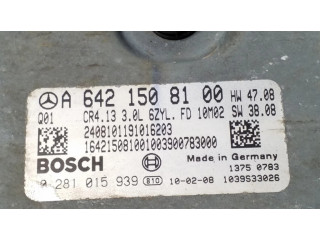 A 642 150 81 00 HW 47.08
Q01 CR4.13 3.0L 6ZYL. FD 10M02 SW 38.08
2408101191016203
164215081001003900783000
BOSCH Made in Germany
1375 0783
0 281 015 939 810 10-02-08 1039S33026